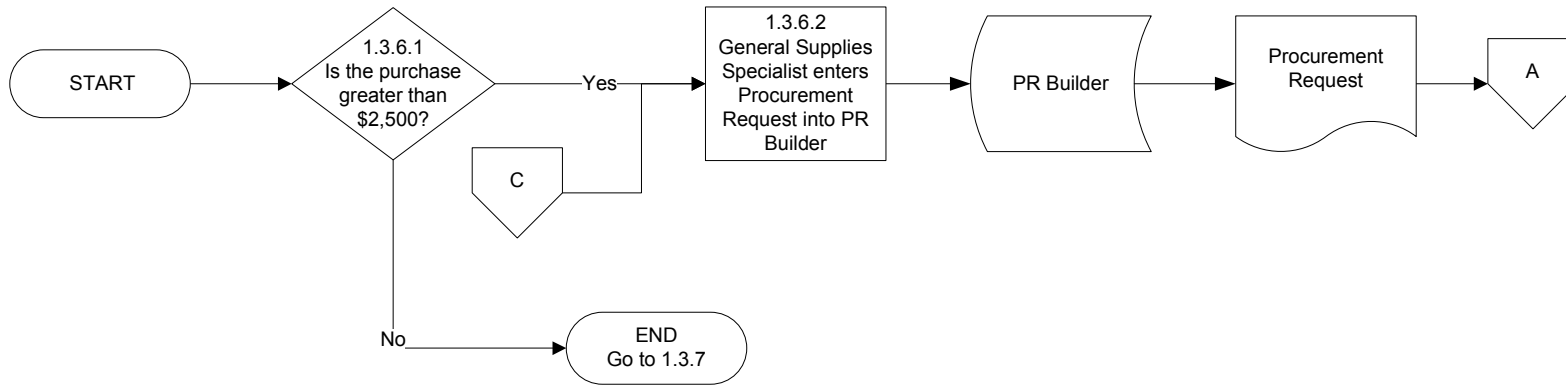 START
1.3.6.1
Is the purchase
greater than
$2,500?
Yes
1.3.6.2
General Supplies
Specialist enters
Procurement
Request into PR
Builder
PR Builder
Procurement
Request
A
C
No
END
Go to 1.3.7